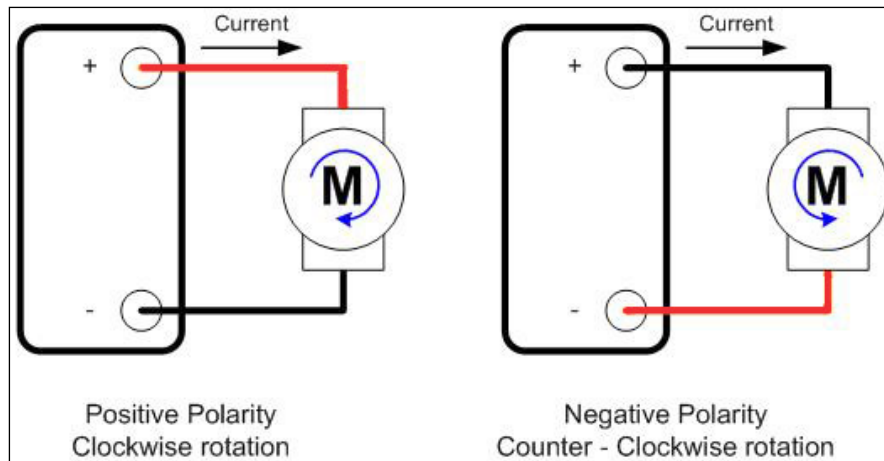 Current
+
M
-
Positive Polarity
Clockwise rotation
Current
+
M
-
Negative Polarity
Counter - Clockwise rotation